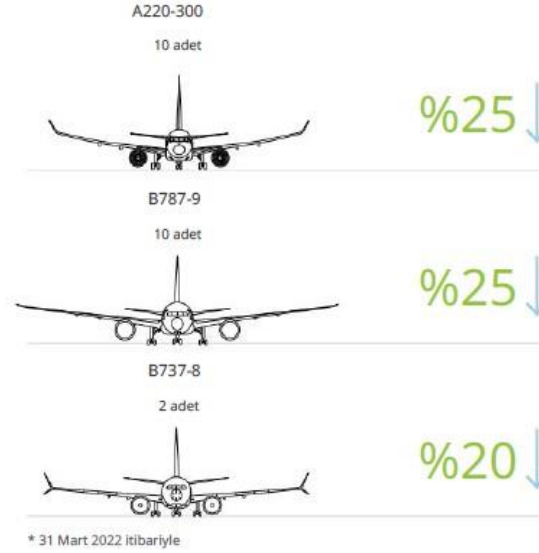 A220-300
10 adet
%25
B787-9
10 adet
%25
B737-8
2 adet
%20
* 31 Mart 2022 itibariyle